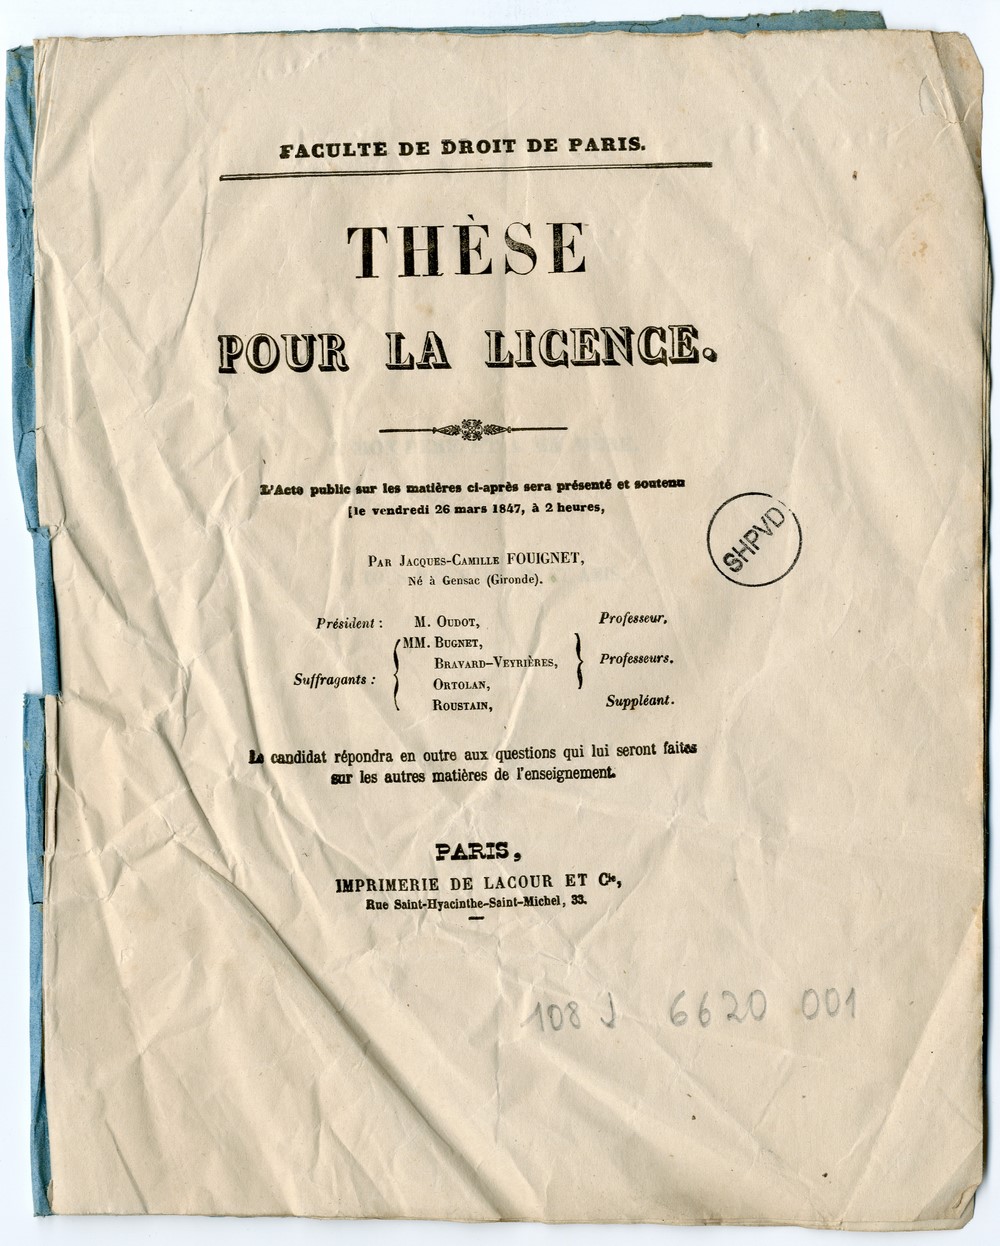 FACULTE DE DROIT DE PARIS.
THÈSE
POUR LA LICENCE.
L'Acte public sur les matières ci-après sera présenté et soutenu
[le vendredi 26 mars 1847, à 2 heures,
SHPVD
Par Jacques-Camille FOUIGNET,
Né à Gensac (Gironde).
Président : M. Oudot, Professeur.
MM. Bugnet,
Bravard-Veyrières, Professeurs.
Suffragants : Ortolan,
Roustain, Suppléant.
Le candidat répondra en outre aux questions qui lui seront faites
sur les autres matières de l'enseignement.
PARIS,
IMPRIMERIE DE LACOUR ET Cie,
Rue Saint-Hyacinthe-Saint-Michel, 33.
108 J 6620 001